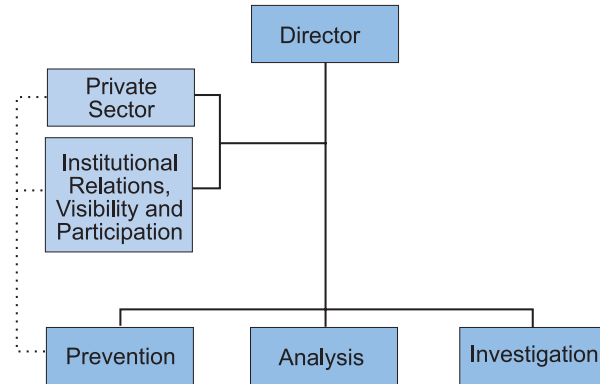 Director
Private
Sector
Institutional
Relations,
Visibility and
Participation
Prevention
Analysis
Investigation